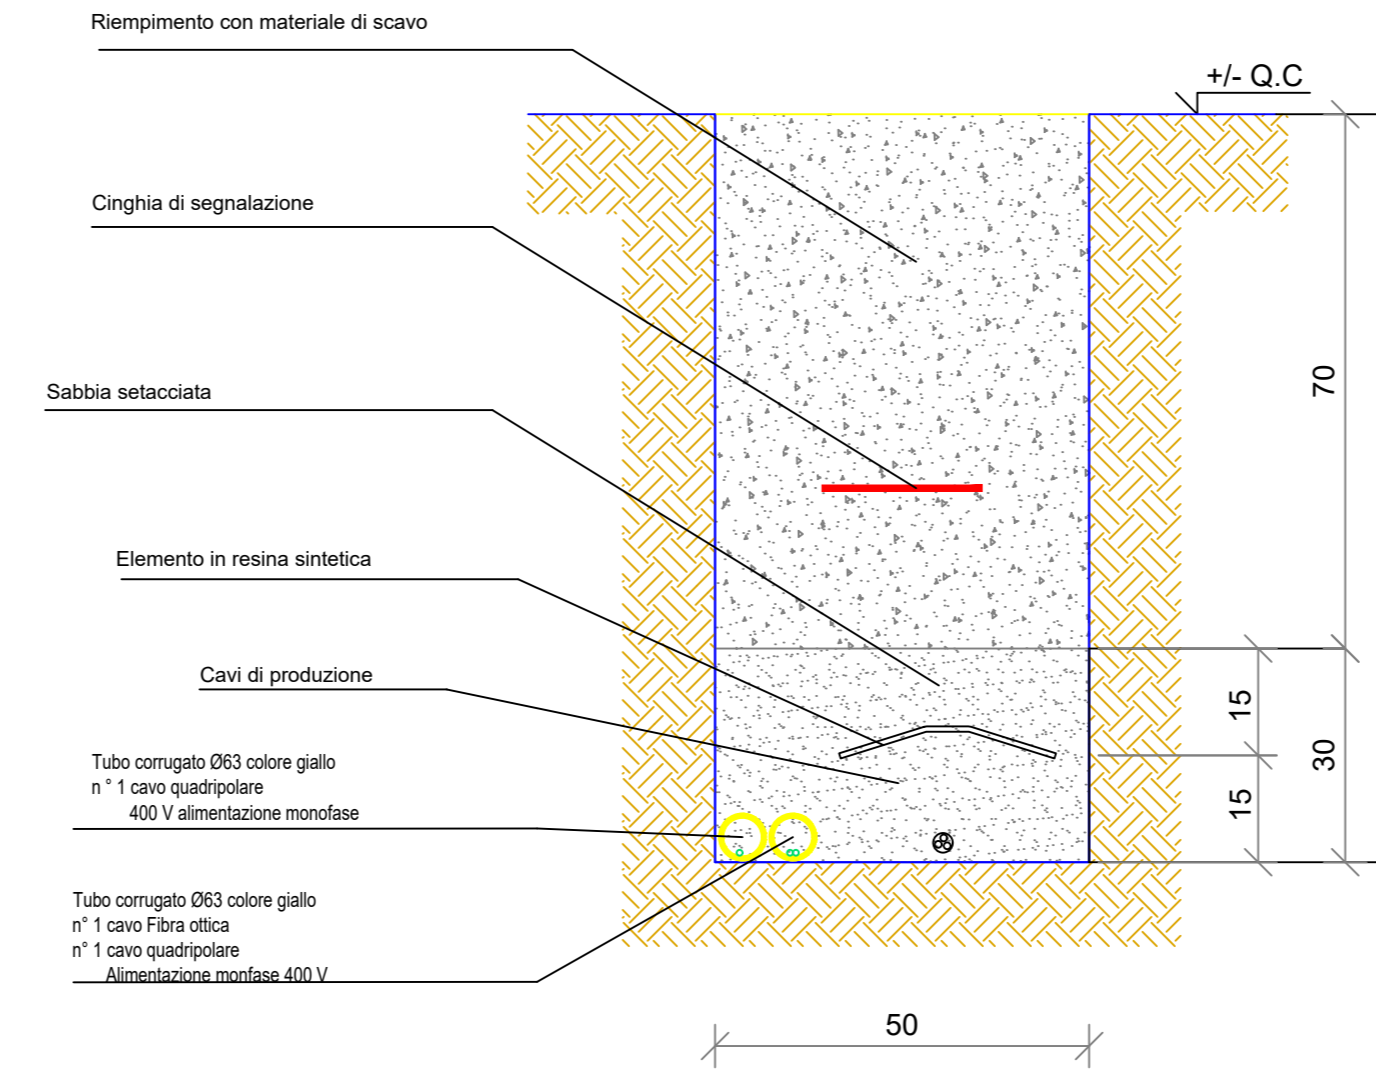 Riempimento con materiale di scavo
+/- Q.C
Cinghia di segnalazione
70
Sabbia setacciata
Elemento in resina sintetica
Cavi di produzione
15
30
15
Tubo corrugato Ø63 colore giallo
n ° 1 cavo quadripolare
400 V alimentazione monofase
Tubo corrugato Ø63 colore giallo
n° 1 cavo Fibra ottica
n° 1 cavo quadripolare
Alimentazione monfase 400 V
50